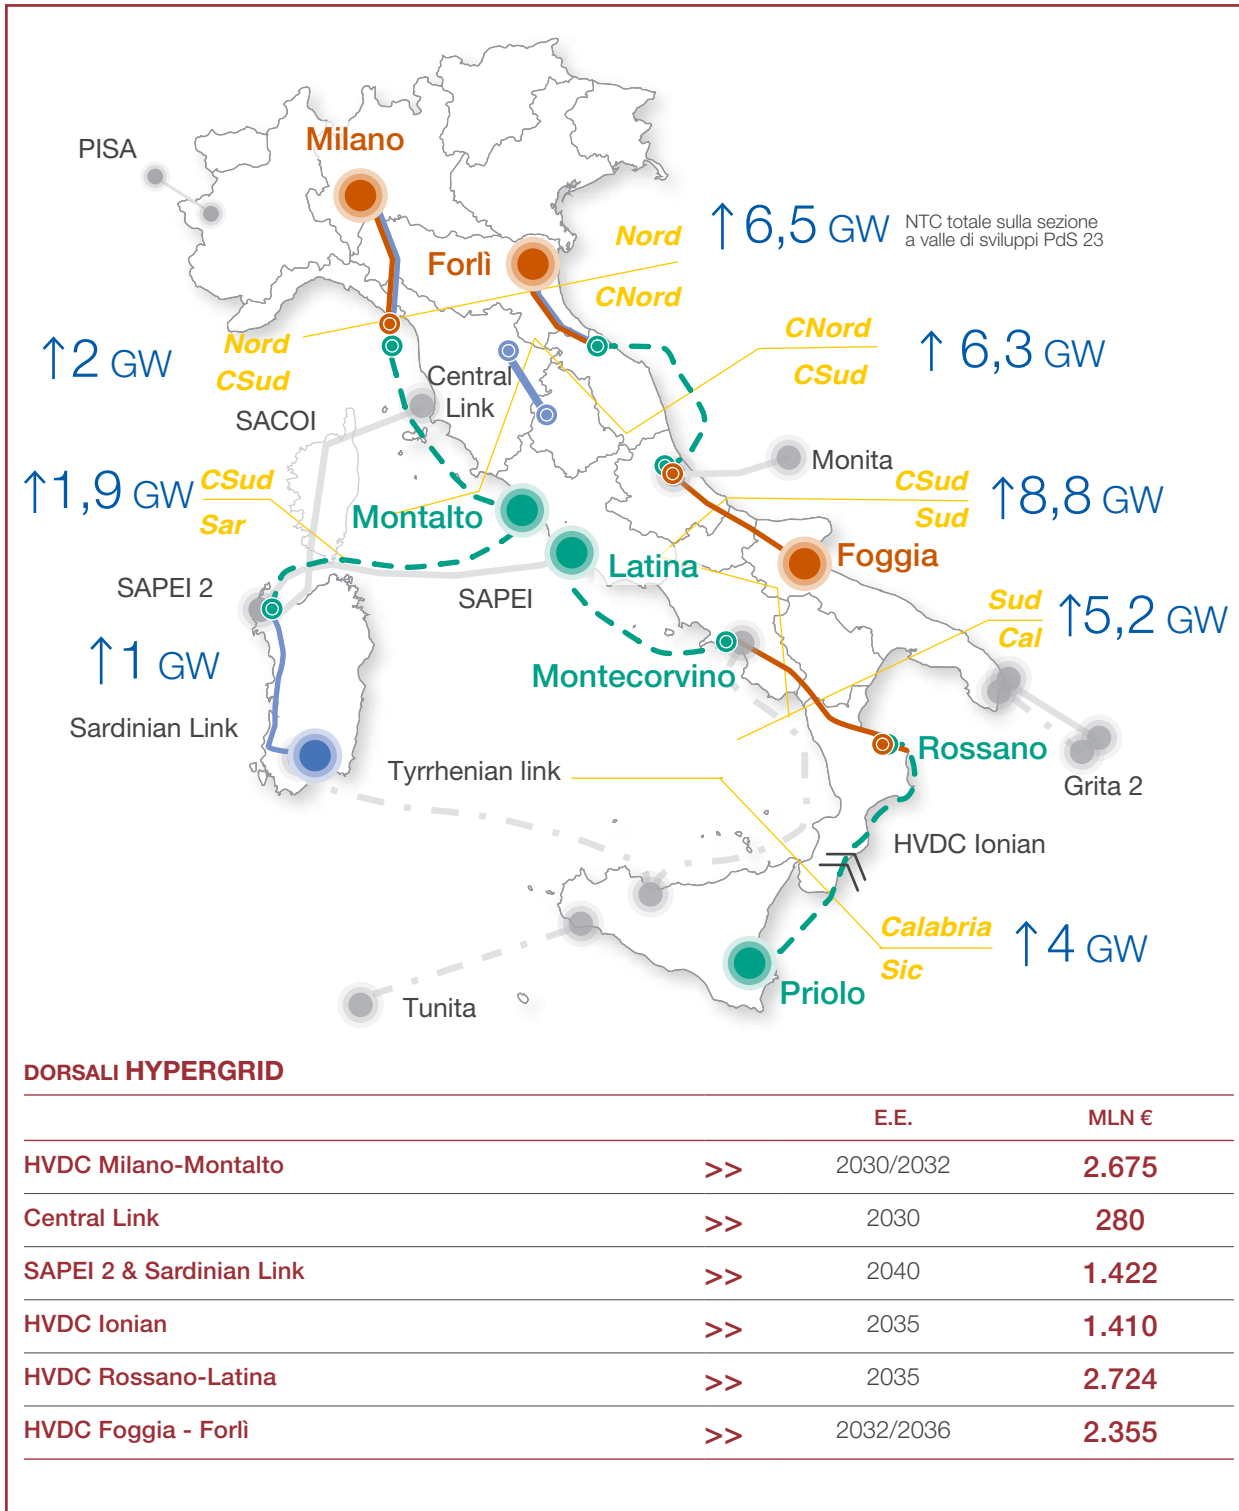 Milano
PISA
Nord
↑ 6,5 GW
NTC totale sulla sezione
a valle di sviluppi PdS 23
Forlì
CNord
CNord
↑ 6,3 GW
CSud
↑2 GW
Nord
CSud
Central
Link
SACOI
Monita
↑1,9 GW
CSud
Sar
CSud
Sud
↑8,8 GW
Montalto
Foggia
Latina
SAPEI 2
SAPEI
Sud
Cal
↑5,2 GW
↑1 GW
Montecorvino
Sardinian Link
Rossano
Tyrrhenian link
Grita 2
HVDC Ionian
Calabria
Sic
↑4 GW
Priolo
Tunita
DORSALI HYPERGRID
E.E. MLN €
HVDC Milano-Montalto >> 2030/2032 2.675
Central Link >> 2030 280
SAPEI 2 & Sardinian Link >> 2040 1.422
HVDC Ionian >> 2035 1.410
HVDC Rossano-Latina >> 2035 2.724
HVDC Foggia - Forlì >> 2032/2036 2.355